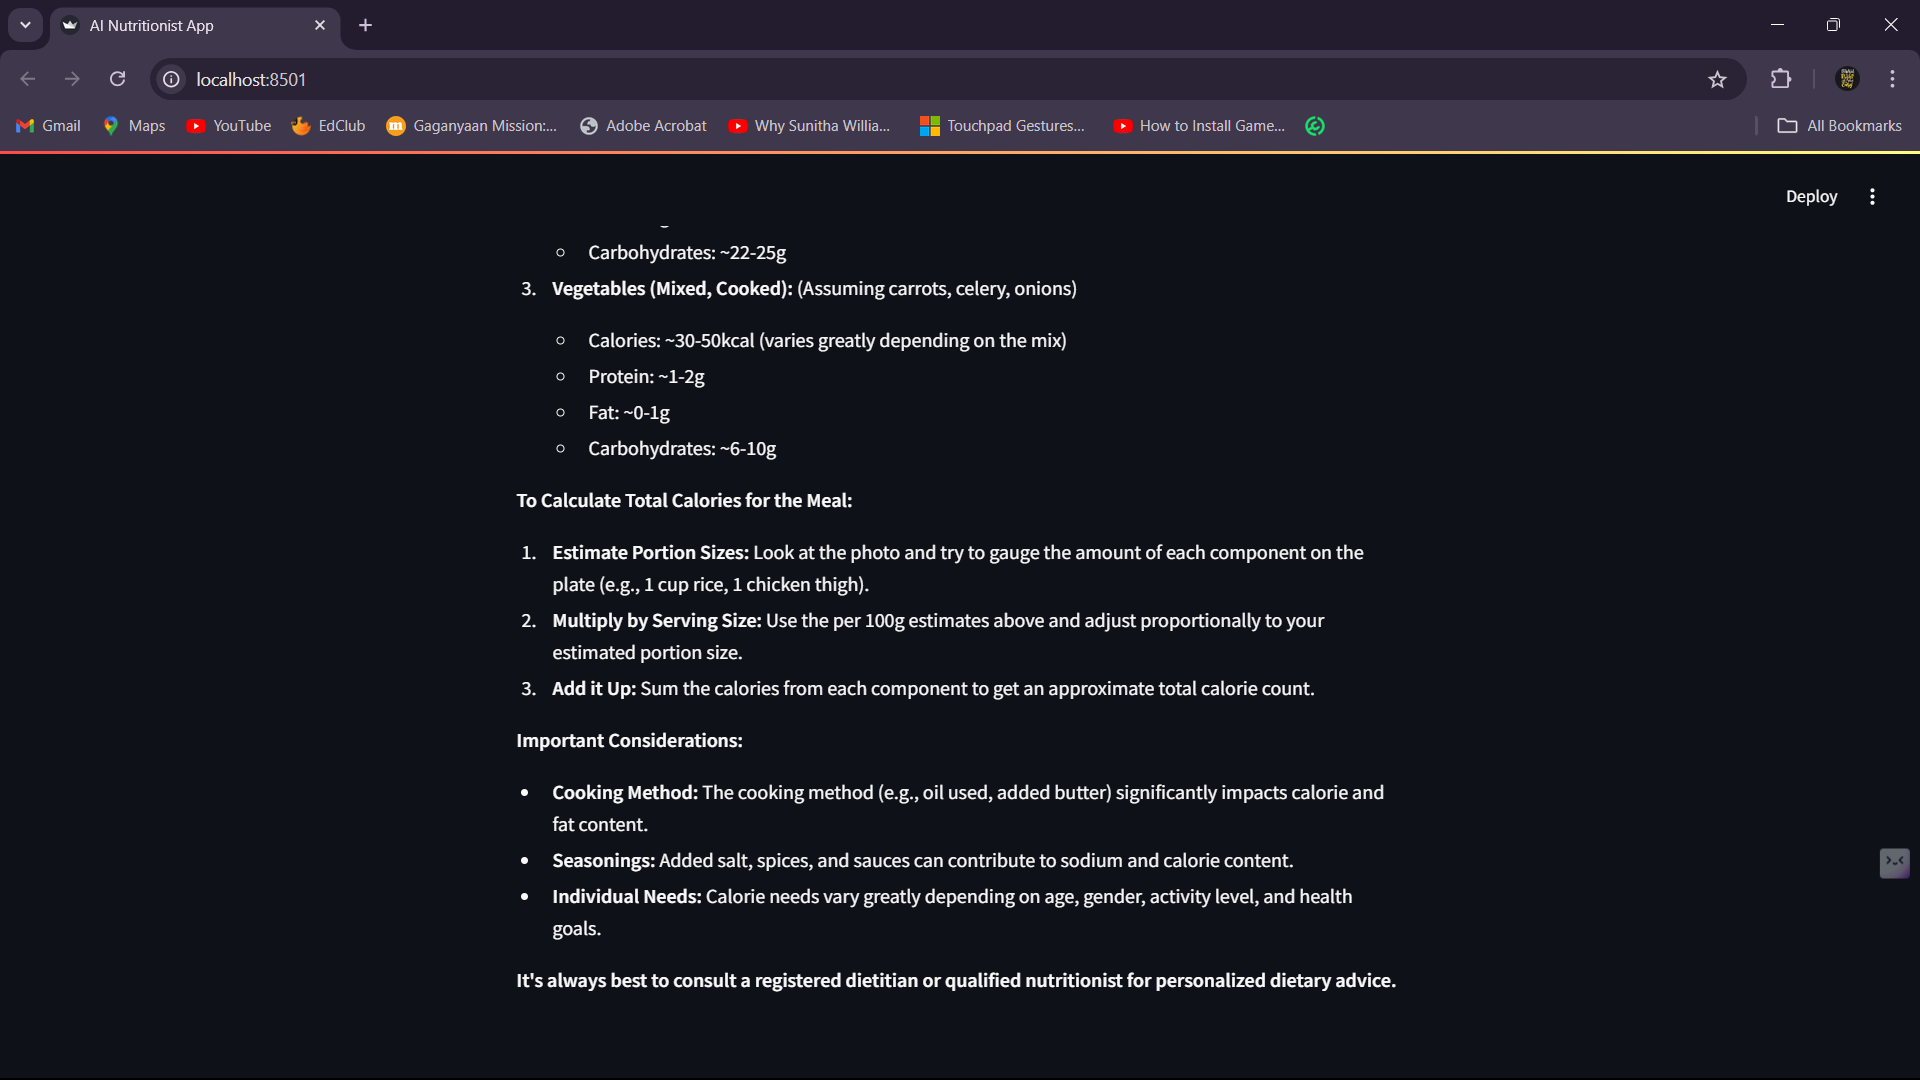 AI Nutritionist App
localhost:8501
Gmail Maps YouTube EdClub Gaganyaan Mission:... Adobe Acrobat Why Sunitha Willia... Touchpad Gestures... How to Install Game... All Bookmarks
Deploy
Carbohydrates: ~22-25g
3. Vegetables (Mixed, Cooked): (Assuming carrots, celery, onions)
Calories: ~30-50kcal (varies greatly depending on the mix)
Protein: ~1-2g
Fat: ~0-1g
Carbohydrates: ~6-10g
To Calculate Total Calories for the Meal:
1. Estimate Portion Sizes: Look at the photo and try to gauge the amount of each component on the
plate (e.g., 1 cup rice, 1 chicken thigh).
2. Multiply by Serving Size: Use the per 100g estimates above and adjust proportionally to your
estimated portion size.
3. Add it Up: Sum the calories from each component to get an approximate total calorie count.
Important Considerations:
Cooking Method: The cooking method (e.g., oil used, added butter) significantly impacts calorie and
fat content.
Seasonings: Added salt, spices, and sauces can contribute to sodium and calorie content.
Individual Needs: Calorie needs vary greatly depending on age, gender, activity level, and health
goals.
It's always best to consult a registered dietitian or qualified nutritionist for personalized dietary advice.